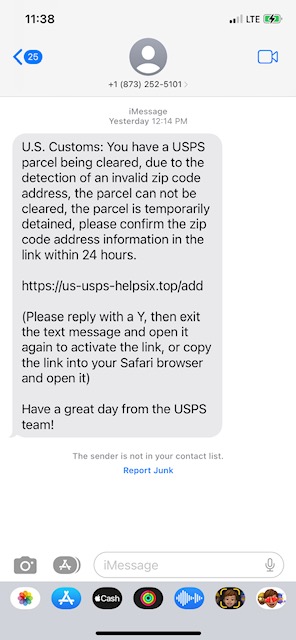 11:38
LTE
25
+1 (873) 252-5101
iMessage
Yesterday 12:14 PM
U.S. Customs: You have a USPS
parcel being cleared, due to the
detection of an invalid zip code
address, the parcel can not be
cleared, the parcel is temporarily
detained, please confirm the zip
code address information in the
link within 24 hours.
https://us-usps-helpsix.top/add
(Please reply with a Y, then exit
the text message and open it
again to activate the link, or copy
the link into your Safari browser
and open it)
Have a great day from the USPS
team!
The sender is not in your contact list.
Report Junk
iMessage
Cash